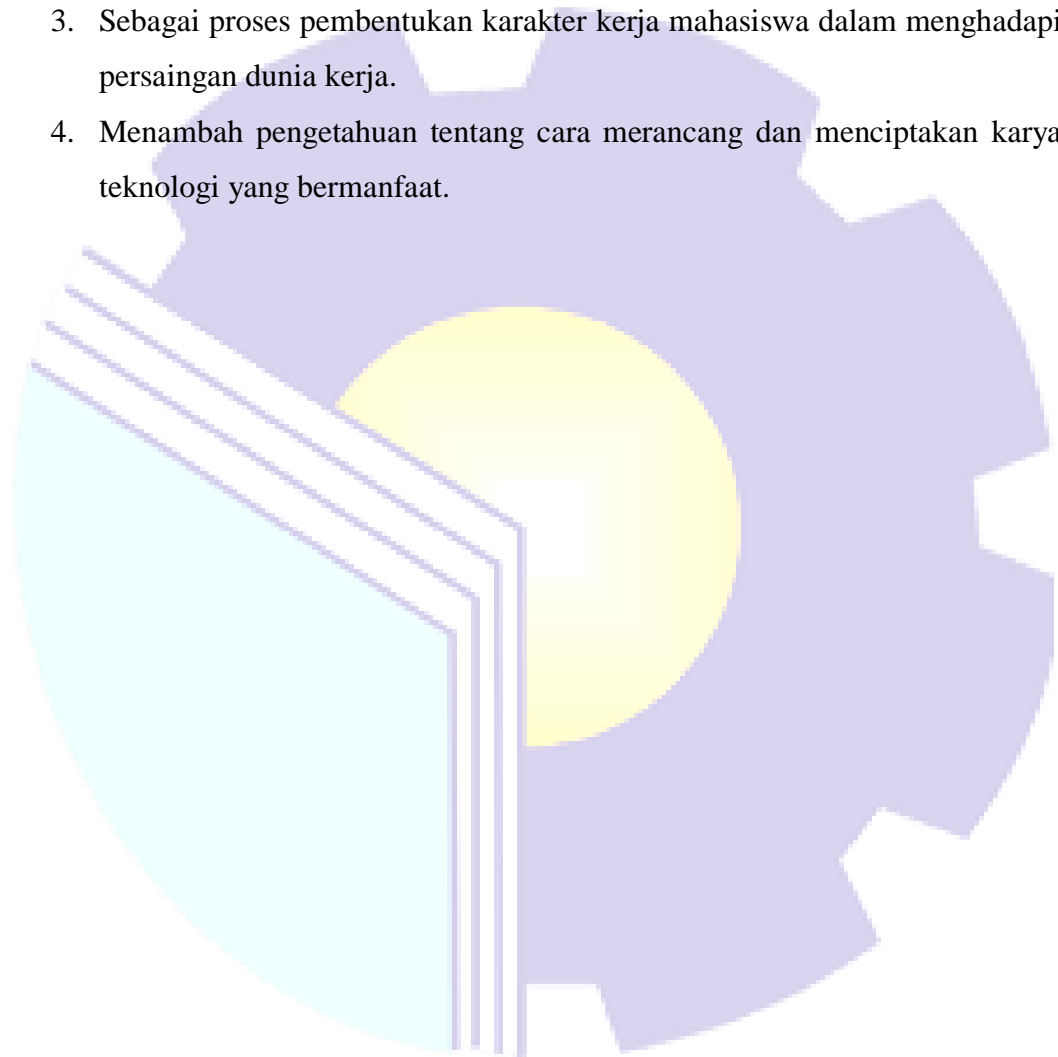 3. Sebagai proses pembentukan karakter kerja mahasiswa dalam menghadapi
persaingan dunia kerja.
4. Menambah pengetahuan tentang cara merancang dan menciptakan karya
teknologi yang bermanfaat.